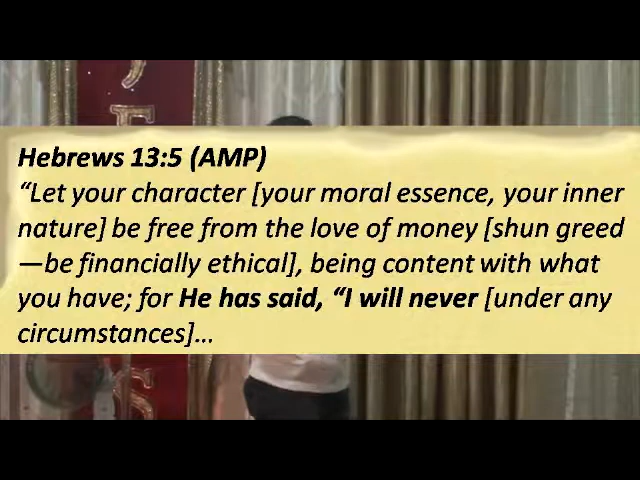 Hebrews 13:5 (AMP)
“Let your character [your moral essence, your inner
nature] be free from the love of money [shun greed
—be financially ethical], being content with what
you have; for He has said, “I will never [under any
circumstances]…